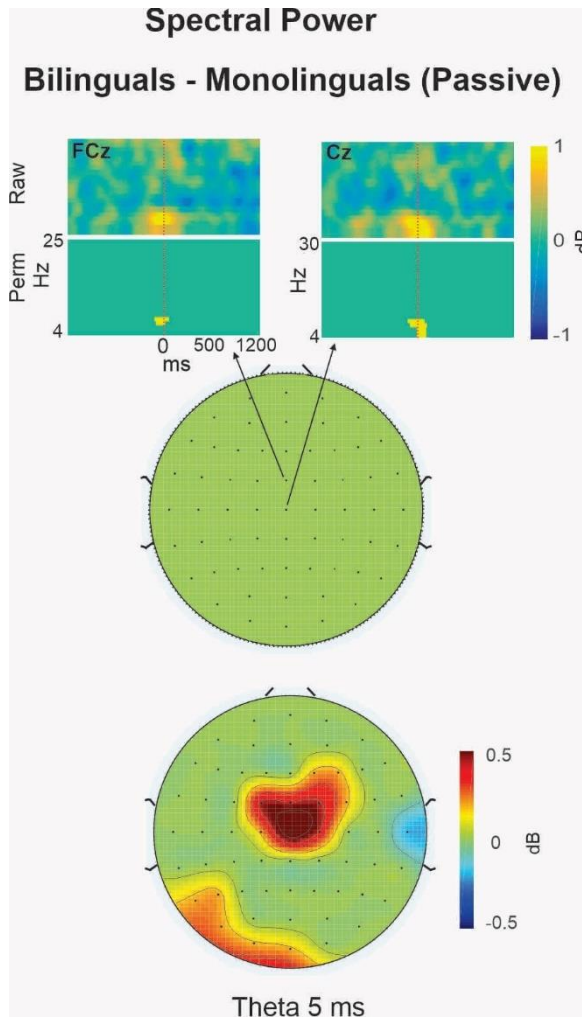 Spectral Power
Bilinguals - Monolinguals (Passive)
FCz
Cz
Raw
1
0
-1
dB
25
30
Perm
Hz
Hz
4
4
0 500 1200
ms
0.5
0
-0.5
dB
Theta 5 ms